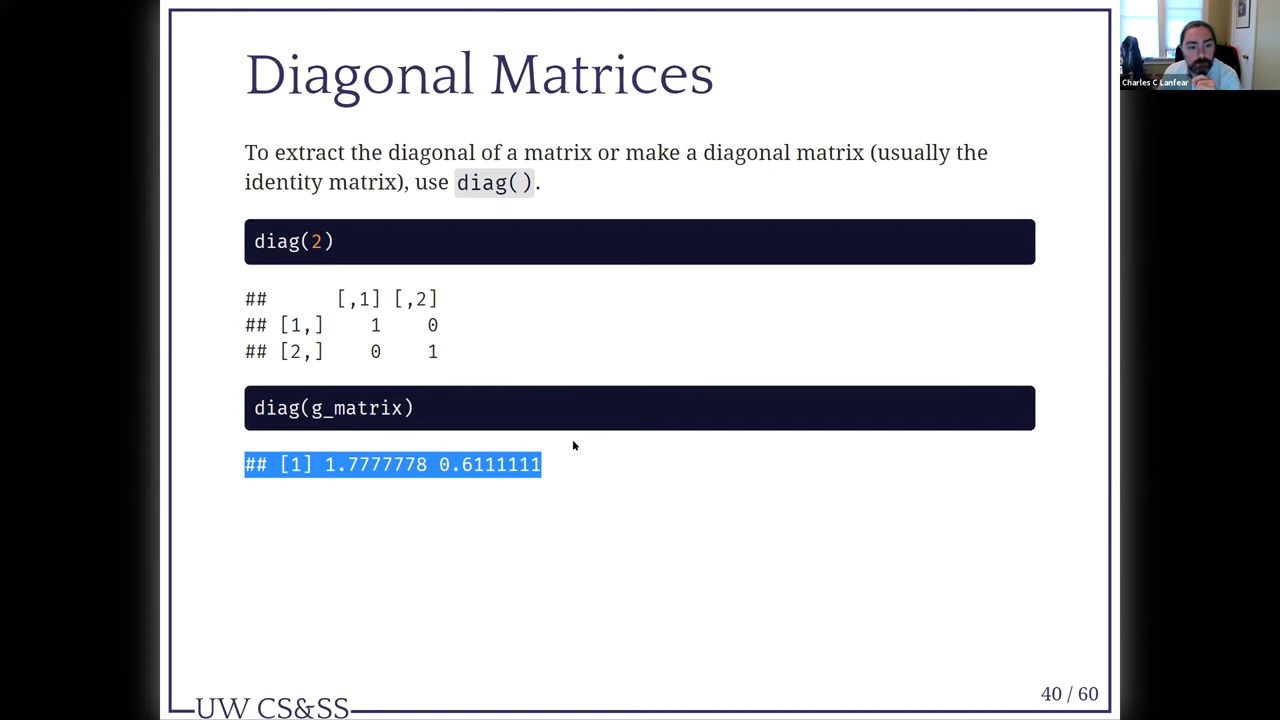 Diagonal Matrices
Charles C Lanfear
To extract the diagonal of a matrix or make a diagonal matrix (usually the
identity matrix), use diag().
diag(2)
##      [,1] [,2]
## [1,]    1    0
## [2,]    0    1
diag(g_matrix)
## [1] 1.7777778 0.6111111
40 / 60
UW CS&SS